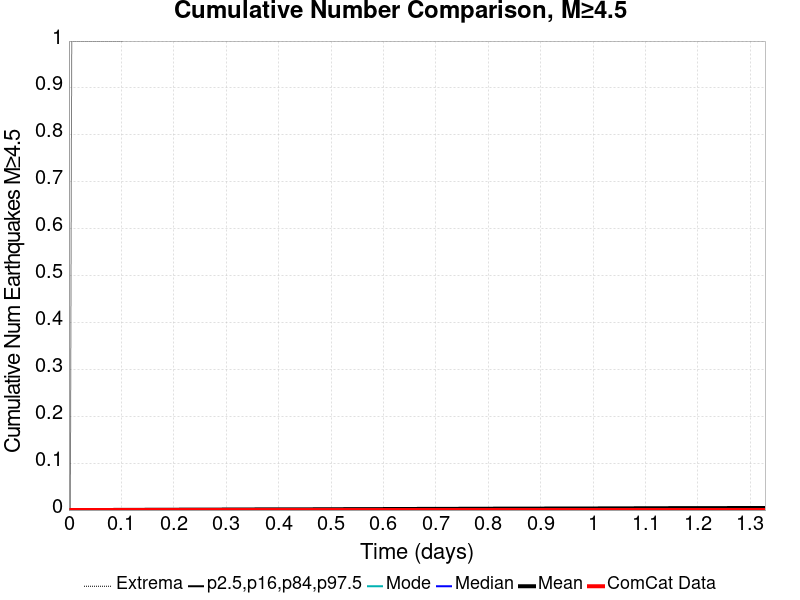 Cumulative Number Comparison, M≥4.5
Cumulative Num Earthquakes M≥4.5
1
0.9
0.8
0.7
0.6
0.5
0.4
0.3
0.2
0.1
0
0 0.1 0.2 0.3 0.4 0.5 0.6 0.7 0.8 0.9 1 1.1 1.2 1.3
Time (days)
Extrema p2.5,p16,p84,p97.5 Mode Median Mean ComCat Data